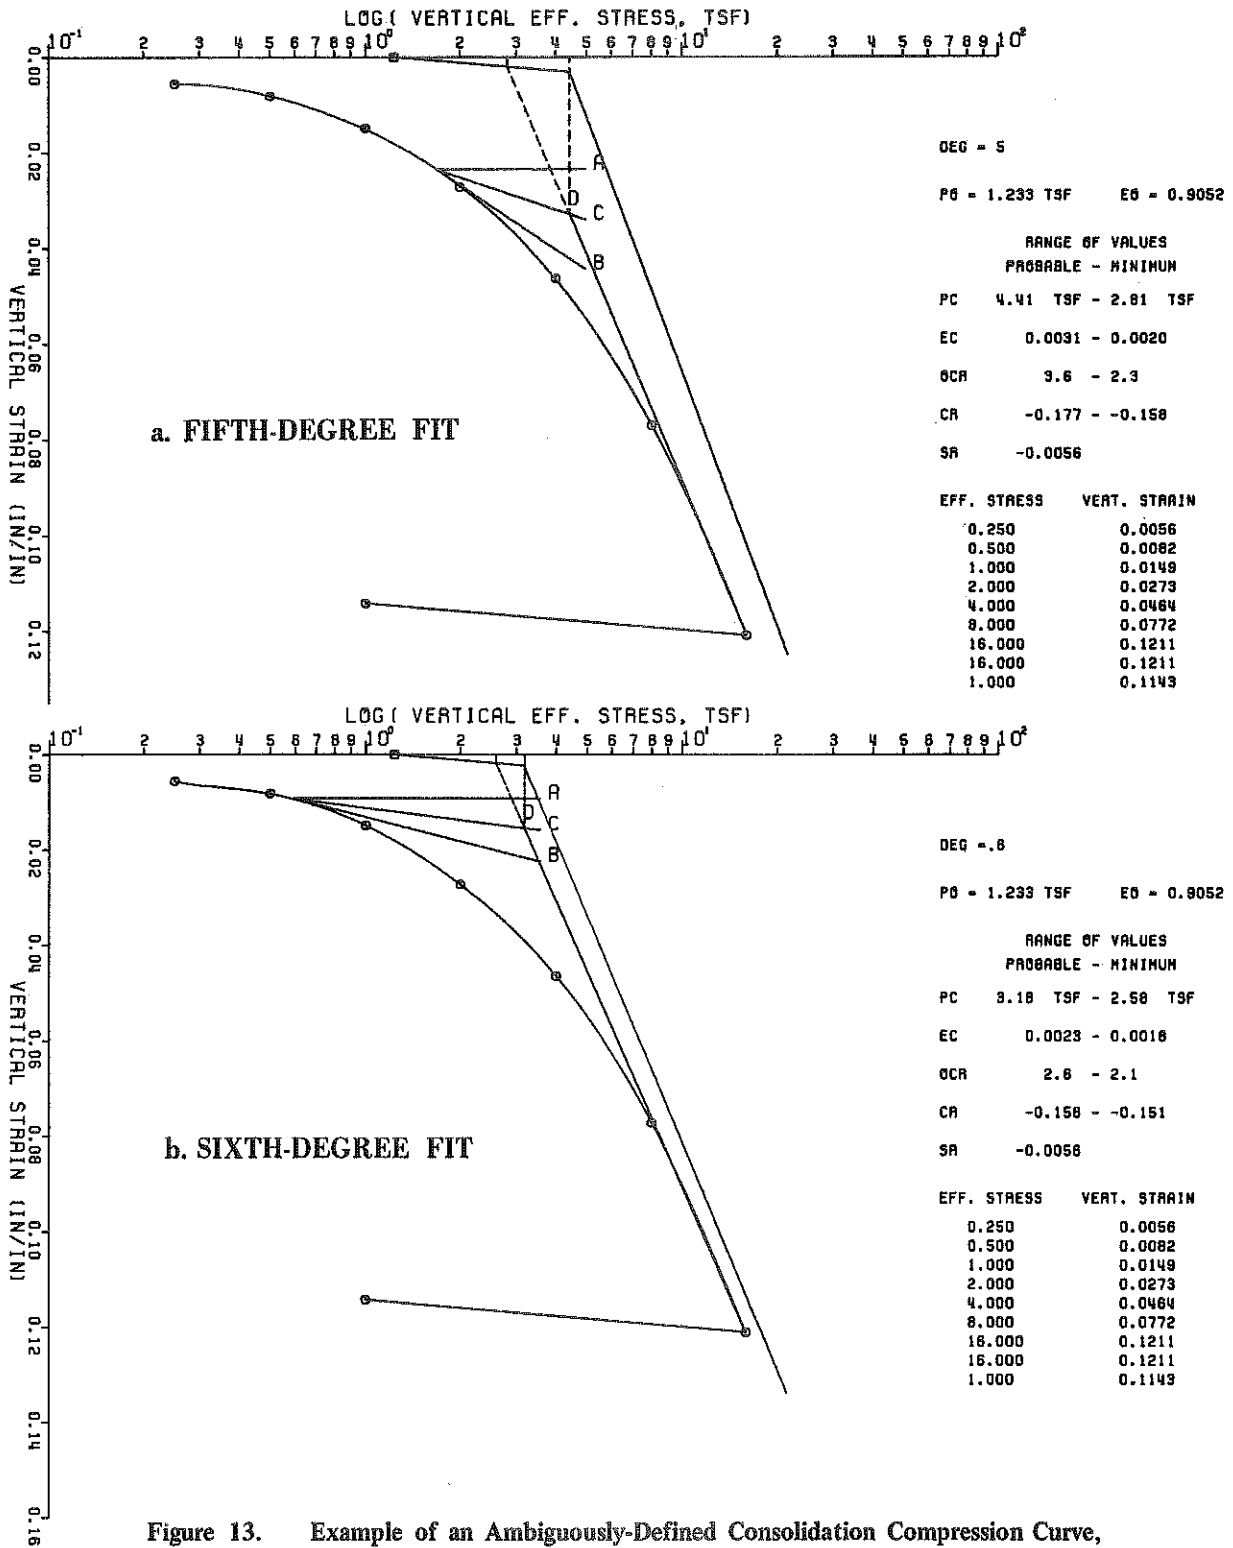 LOG( VERTICAL EFF. STRESS, TSF)
10⁻¹ 2 3 4 5 6 7 8 9 10⁰ 2 3 4 5 6 7 8 9 10¹ 2 3 4 5 6 7 8 9 10²
0.00
0.02
0.04
0.06
0.08
0.10
0.12
VERTICAL STRAIN (IN/IN)
A
D
C
B
a. FIFTH-DEGREE FIT
DEG = 5
P0 = 1.233 TSF E0 = 0.9052
RANGE OF VALUES
PROBABLE - MINIMUM
PC 4.41 TSF - 2.81 TSF
EC 0.0031 - 0.0020
OCR 3.6 - 2.3
CR -0.177 - -0.158
SR -0.0056
EFF. STRESS VERT. STRAIN
0.250 0.0056
0.500 0.0082
1.000 0.0149
2.000 0.0273
4.000 0.0464
8.000 0.0772
16.000 0.1211
16.000 0.1211
1.000 0.1143
LOG( VERTICAL EFF. STRESS, TSF)
10⁻¹ 2 3 4 5 6 7 8 9 10⁰ 2 3 4 5 6 7 8 9 10¹ 2 3 4 5 6 7 8 9 10²
0.00
0.02
0.04
0.06
0.08
0.10
0.12
0.14
0.16
VERTICAL STRAIN (IN/IN)
A
D
C
B
b. SIXTH-DEGREE FIT
DEG = 6
P0 = 1.233 TSF E0 = 0.9052
RANGE OF VALUES
PROBABLE - MINIMUM
PC 3.18 TSF - 2.58 TSF
EC 0.0023 - 0.0018
OCR 2.6 - 2.1
CR -0.158 - -0.151
SR -0.0056
EFF. STRESS VERT. STRAIN
0.250 0.0056
0.500 0.0082
1.000 0.0149
2.000 0.0273
4.000 0.0464
8.000 0.0772
16.000 0.1211
16.000 0.1211
1.000 0.1143
Figure 13. Example of an Ambiguously-Defined Consolidation Compression Curve,